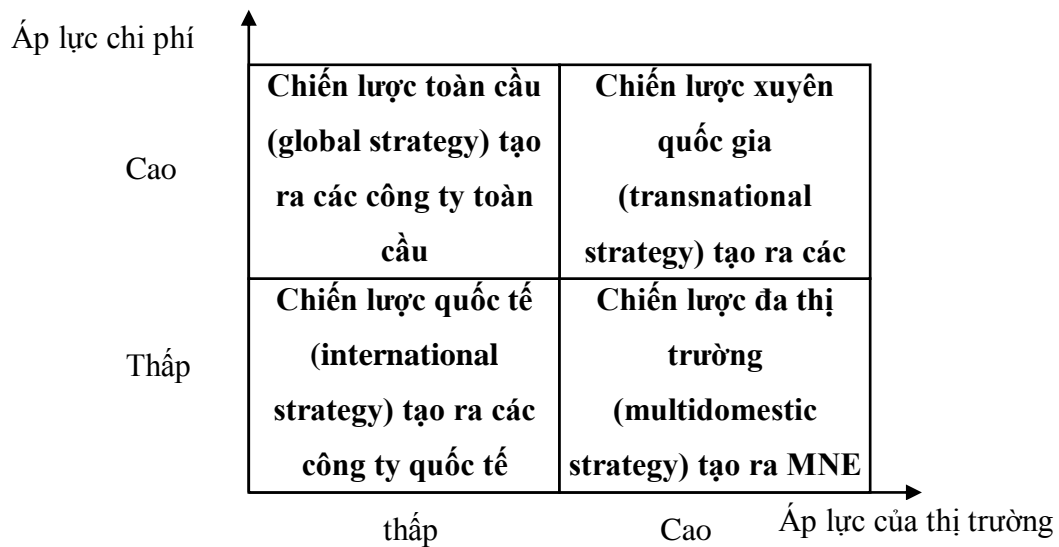 Áp lực chi phí
Cao
Chiến lược toàn cầu
(global strategy) tạo
ra các công ty toàn
cầu
Chiến lược xuyên
quốc gia
(transnational
strategy) tạo ra các
Thấp
Chiến lược quốc tế
(international
strategy) tạo ra các
công ty quốc tế
Chiến lược đa thị
trường
(multidomestic
strategy) tạo ra MNE
thấp
Cao
Áp lực của thị trường